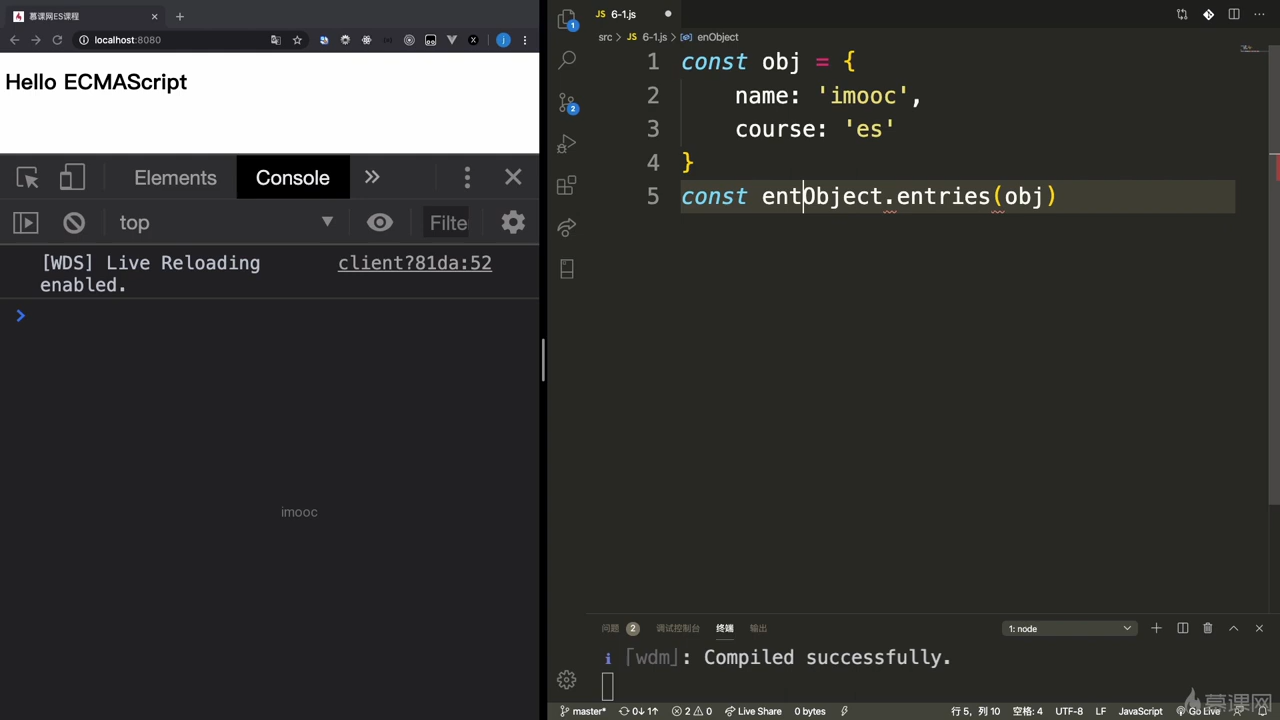 慕课网ES课程
localhost:8080
Hello ECMAScript
Elements
Console
top
Filte
[WDS] Live Reloading enabled.
client?81da:52
imooc
JS 6-1.js
src > JS 6-1.js > enObject
1 const obj = {
2 name: 'imooc',
3 course: 'es'
4 }
5 const entObject.entries(obj)
问题 2 调试控制台 终端 输出
1: node
i ｢wdm｣: Compiled successfully.
master* 0↓ 1↑ 2 0 Live Share 0 bytes 行 5, 列 10 空格: 4 UTF-8 LF JavaScript Go Live
慕课网